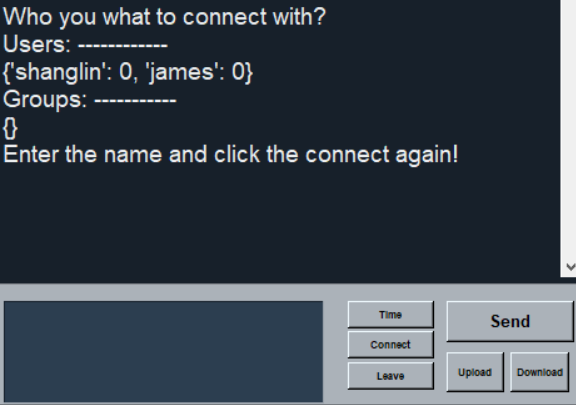 Who you what to connect with?
Users: ------------
{'shanglin': 0, 'james': 0}
Groups: -----------
{}
Enter the name and click the connect again!
Time
Send
Connect
Leave
Upload
Download